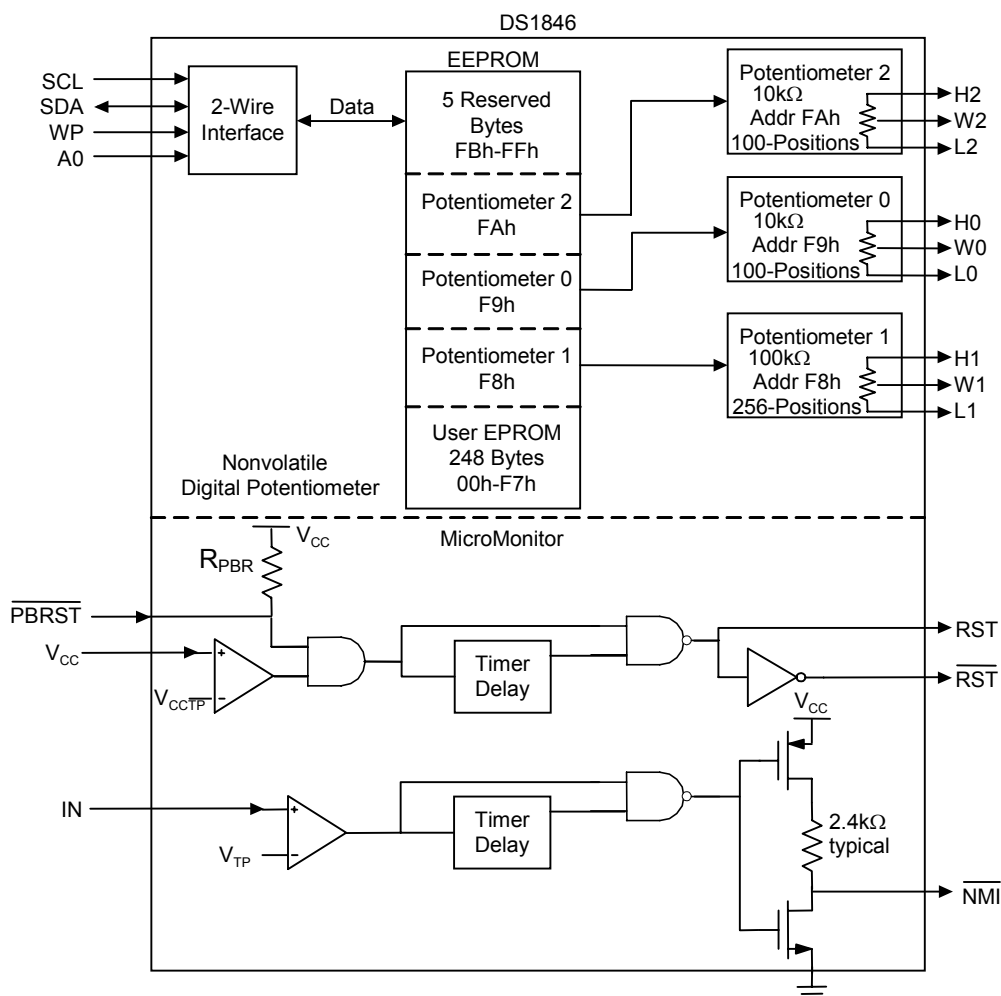 DS1846
SCL
SDA
WP
A0
2-Wire
Interface
Data
EEPROM
5 Reserved
Bytes
FBh-FFh
Potentiometer 2
FAh
Potentiometer 0
F9h
Potentiometer 1
F8h
User EPROM
248 Bytes
00h-F7h
Potentiometer 2
10kΩ
Addr FAh
100-Positions
H2
W2
L2
Potentiometer 0
10kΩ
Addr F9h
100-Positions
H0
W0
L0
Potentiometer 1
100kΩ
Addr F8h
256-Positions
H1
W1
L1
Nonvolatile
Digital Potentiometer
MicroMonitor
VCC
RPBR
PBRST
VCC
+
VCCTP
−
Timer
Delay
RST
RST
VCC
IN
+
VTP
−
Timer
Delay
2.4kΩ
typical
NMI